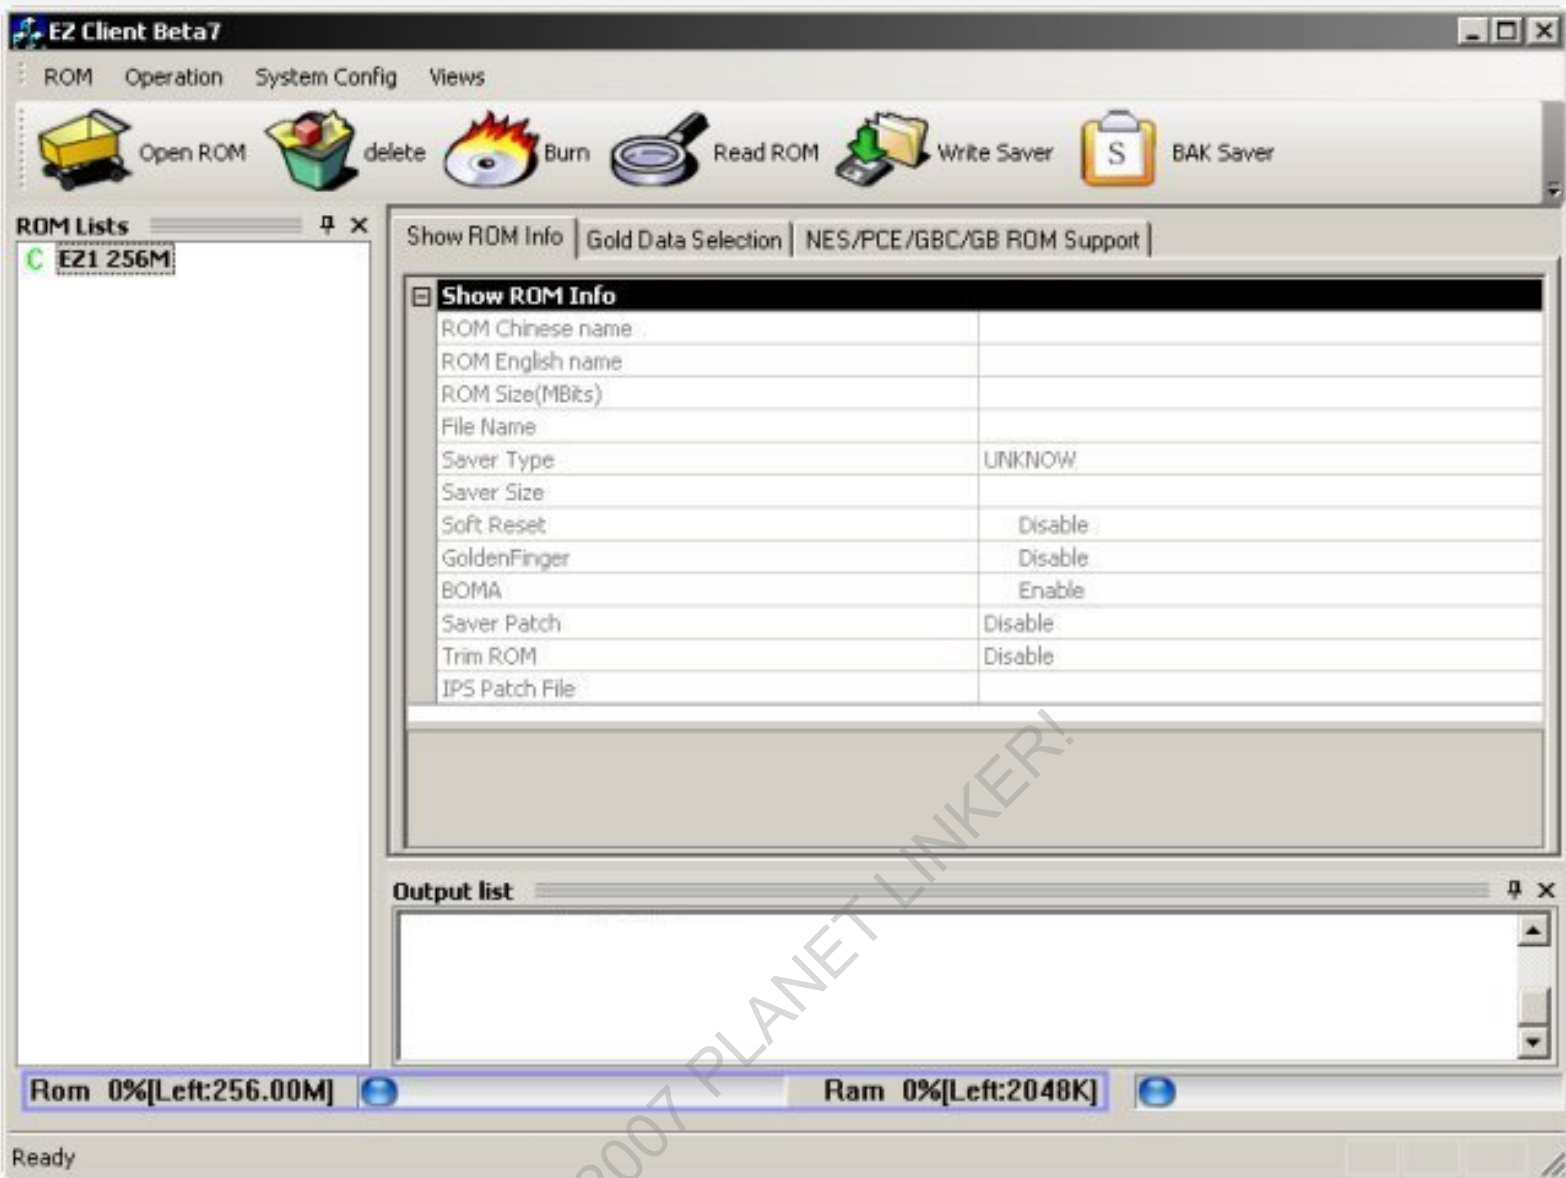 EZ Client Beta7
ROM Operation System Config Views
Open ROM delete Burn Read ROM Write Saver S BAK Saver
ROM Lists
C EZ1 256M
Show ROM Info Gold Data Selection NES/PCE/GBC/GB ROM Support
Show ROM Info
ROM Chinese name
ROM English name
ROM Size(MBits)
File Name
Saver Type UNKNOW
Saver Size
Soft Reset Disable
GoldenFinger Disable
BOMA Enable
Saver Patch Disable
Trim ROM Disable
IPS Patch File
Output list
Rom 0%[Left:256.00M] Ram 0%[Left:2048K]
Ready
2007 PLANET LINKER!